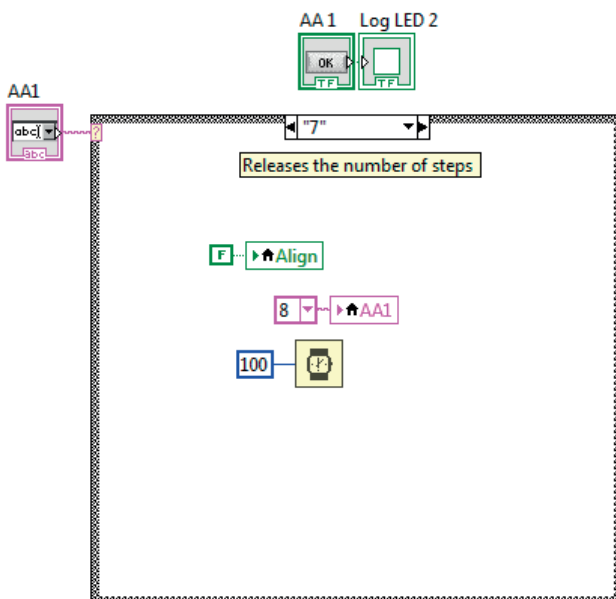 AA 1 Log LED 2
OK
TF TF
AA1
abc
abc
?
"7"
Releases the number of steps
F Align
8 AA1
100